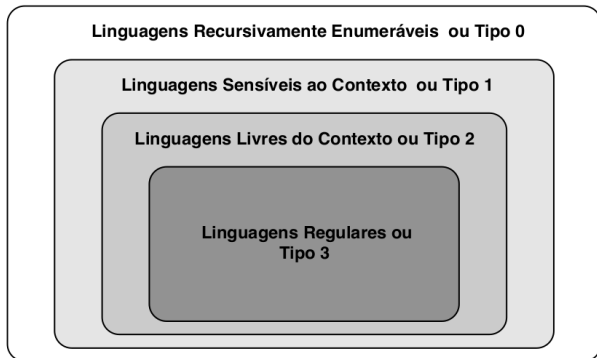 Linguagens Recursivamente Enumeráveis ou Tipo 0
Linguagens Sensíveis ao Contexto ou Tipo 1
Linguagens Livres do Contexto ou Tipo 2
Linguagens Regulares ou
Tipo 3